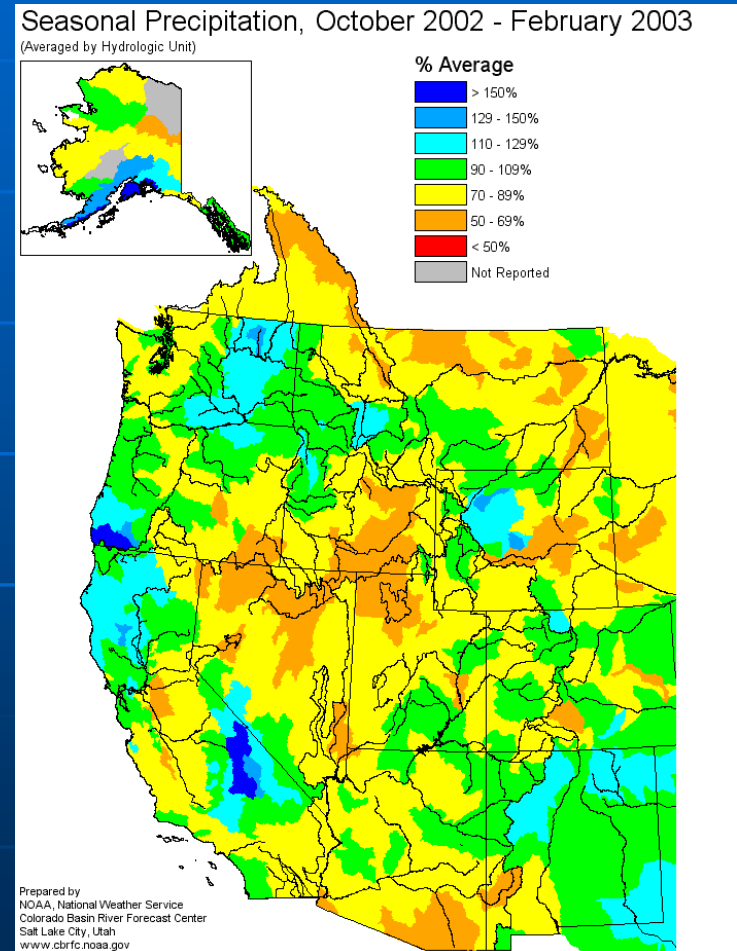 Seasonal Precipitation, October 2002 - February 2003
(Averaged by Hydrologic Unit)
% Average
> 150%
129 - 150%
110 - 129%
90 - 109%
70 - 89%
50 - 69%
< 50%
Not Reported
Prepared by
NOAA, National Weather Service
Colorado Basin River Forecast Center
Salt Lake City, Utah
www.cbrfc.noaa.gov